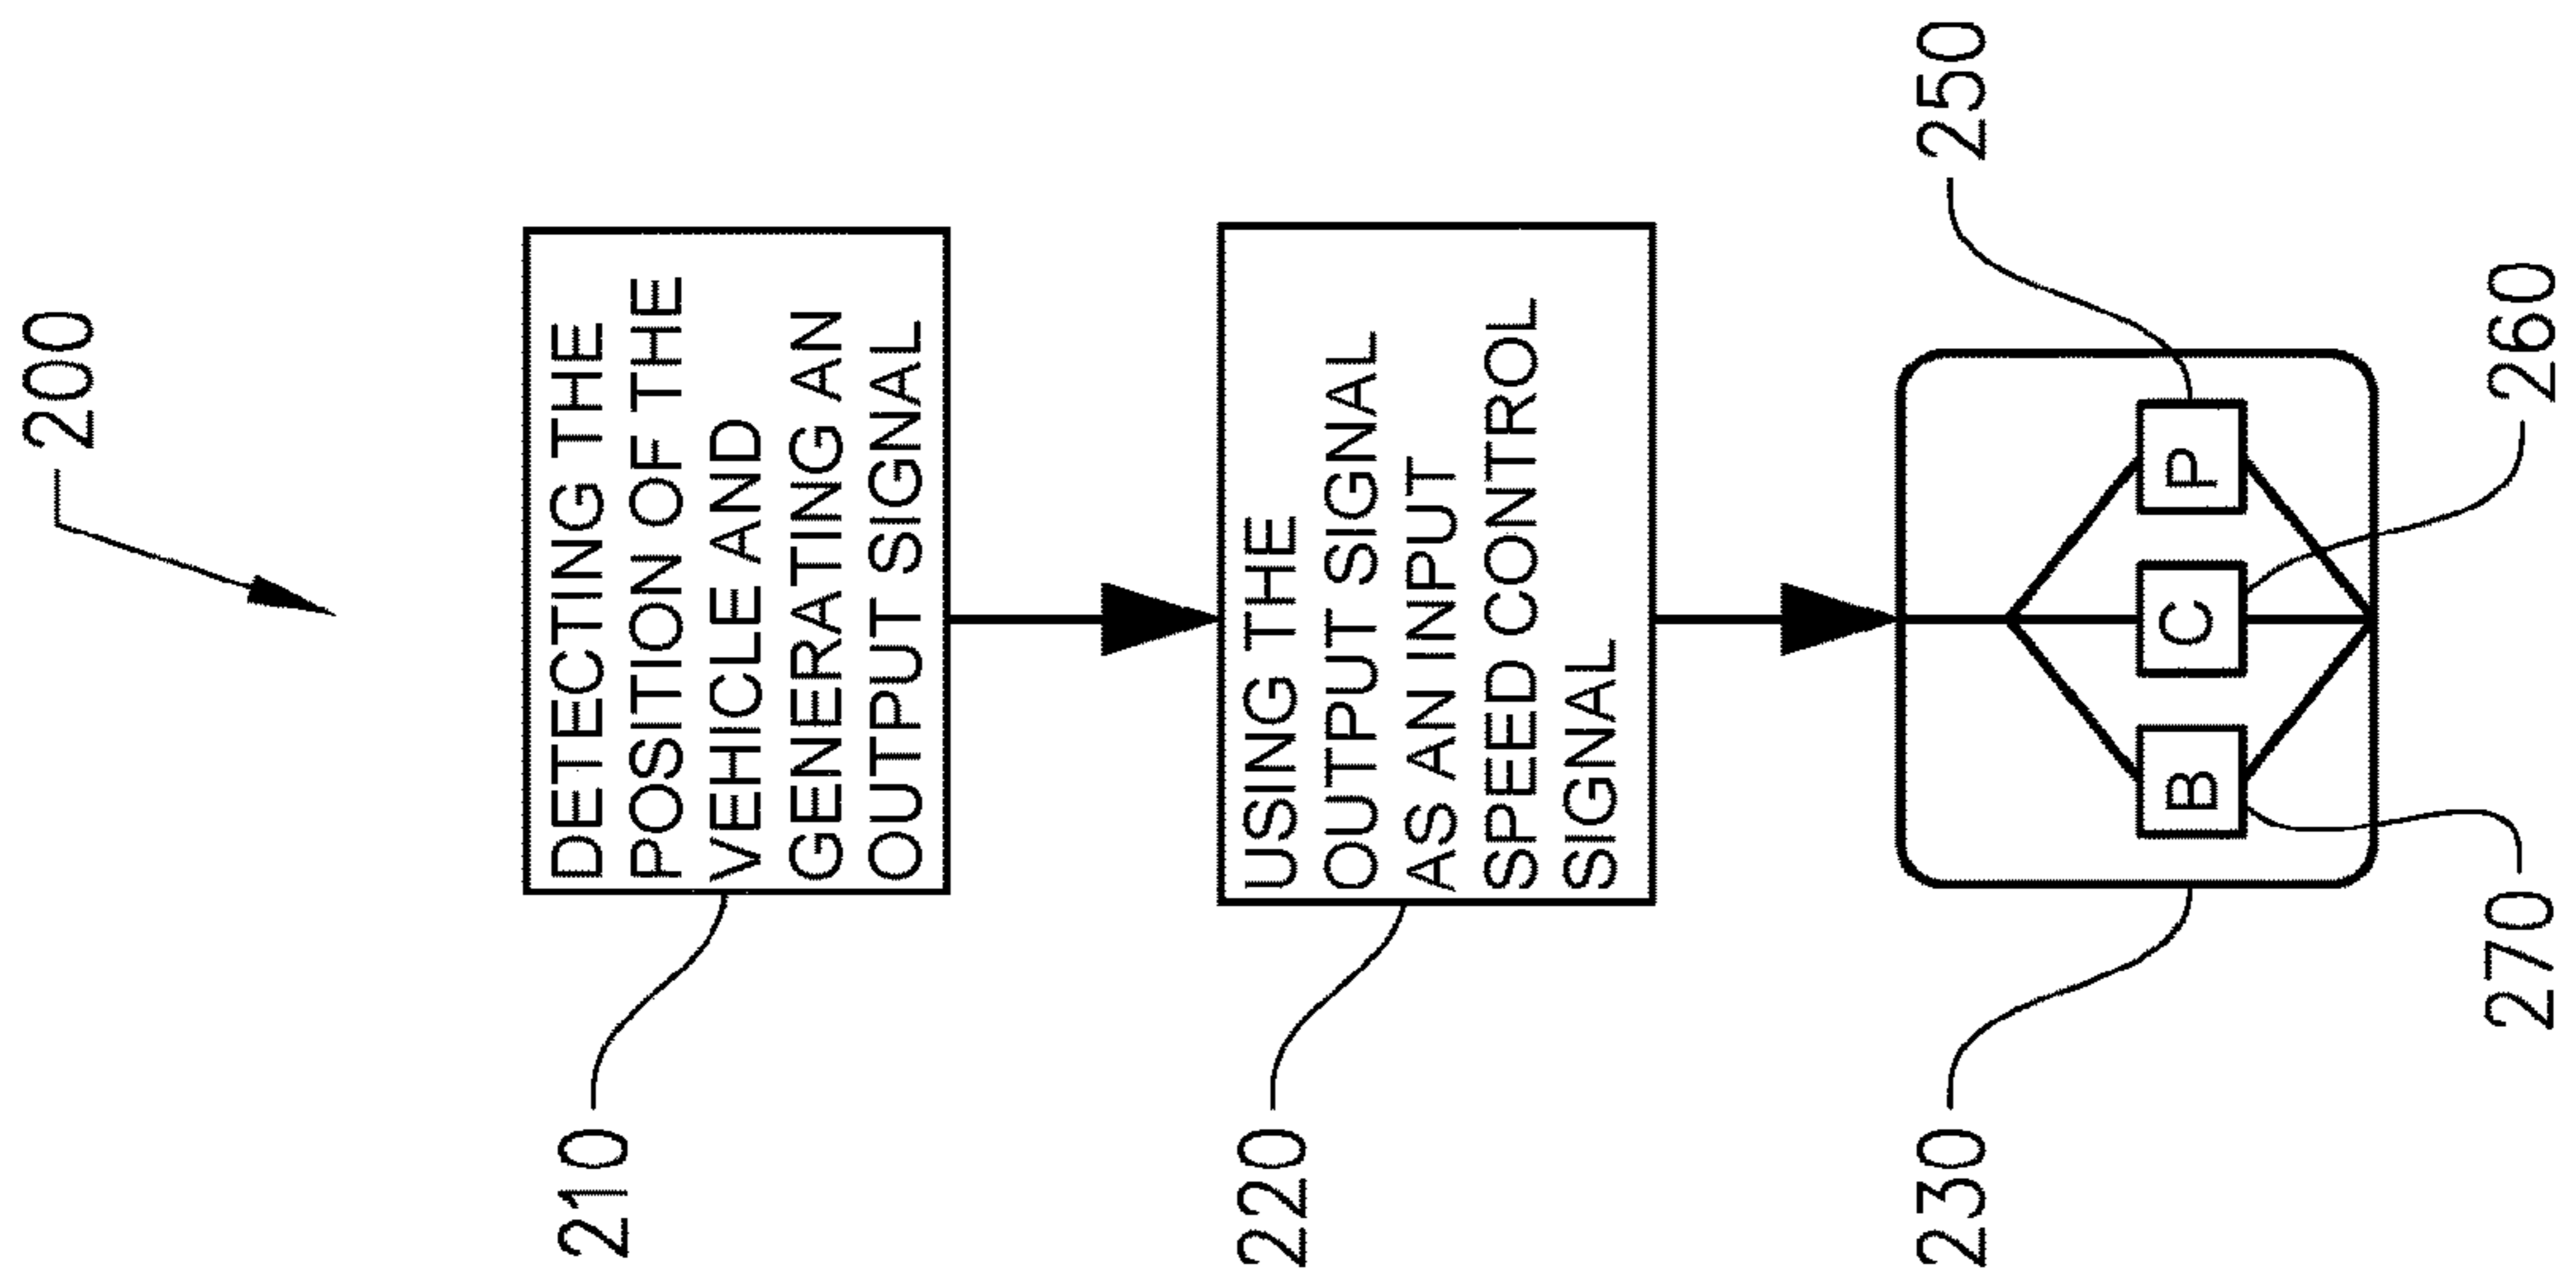 200
210
DETECTING THE
POSITION OF THE
VEHICLE AND
GENERATING AN
OUTPUT SIGNAL
220
USING THE
OUTPUT SIGNAL
AS AN INPUT
SPEED CONTROL
SIGNAL
230
250
B
C
P
270
260